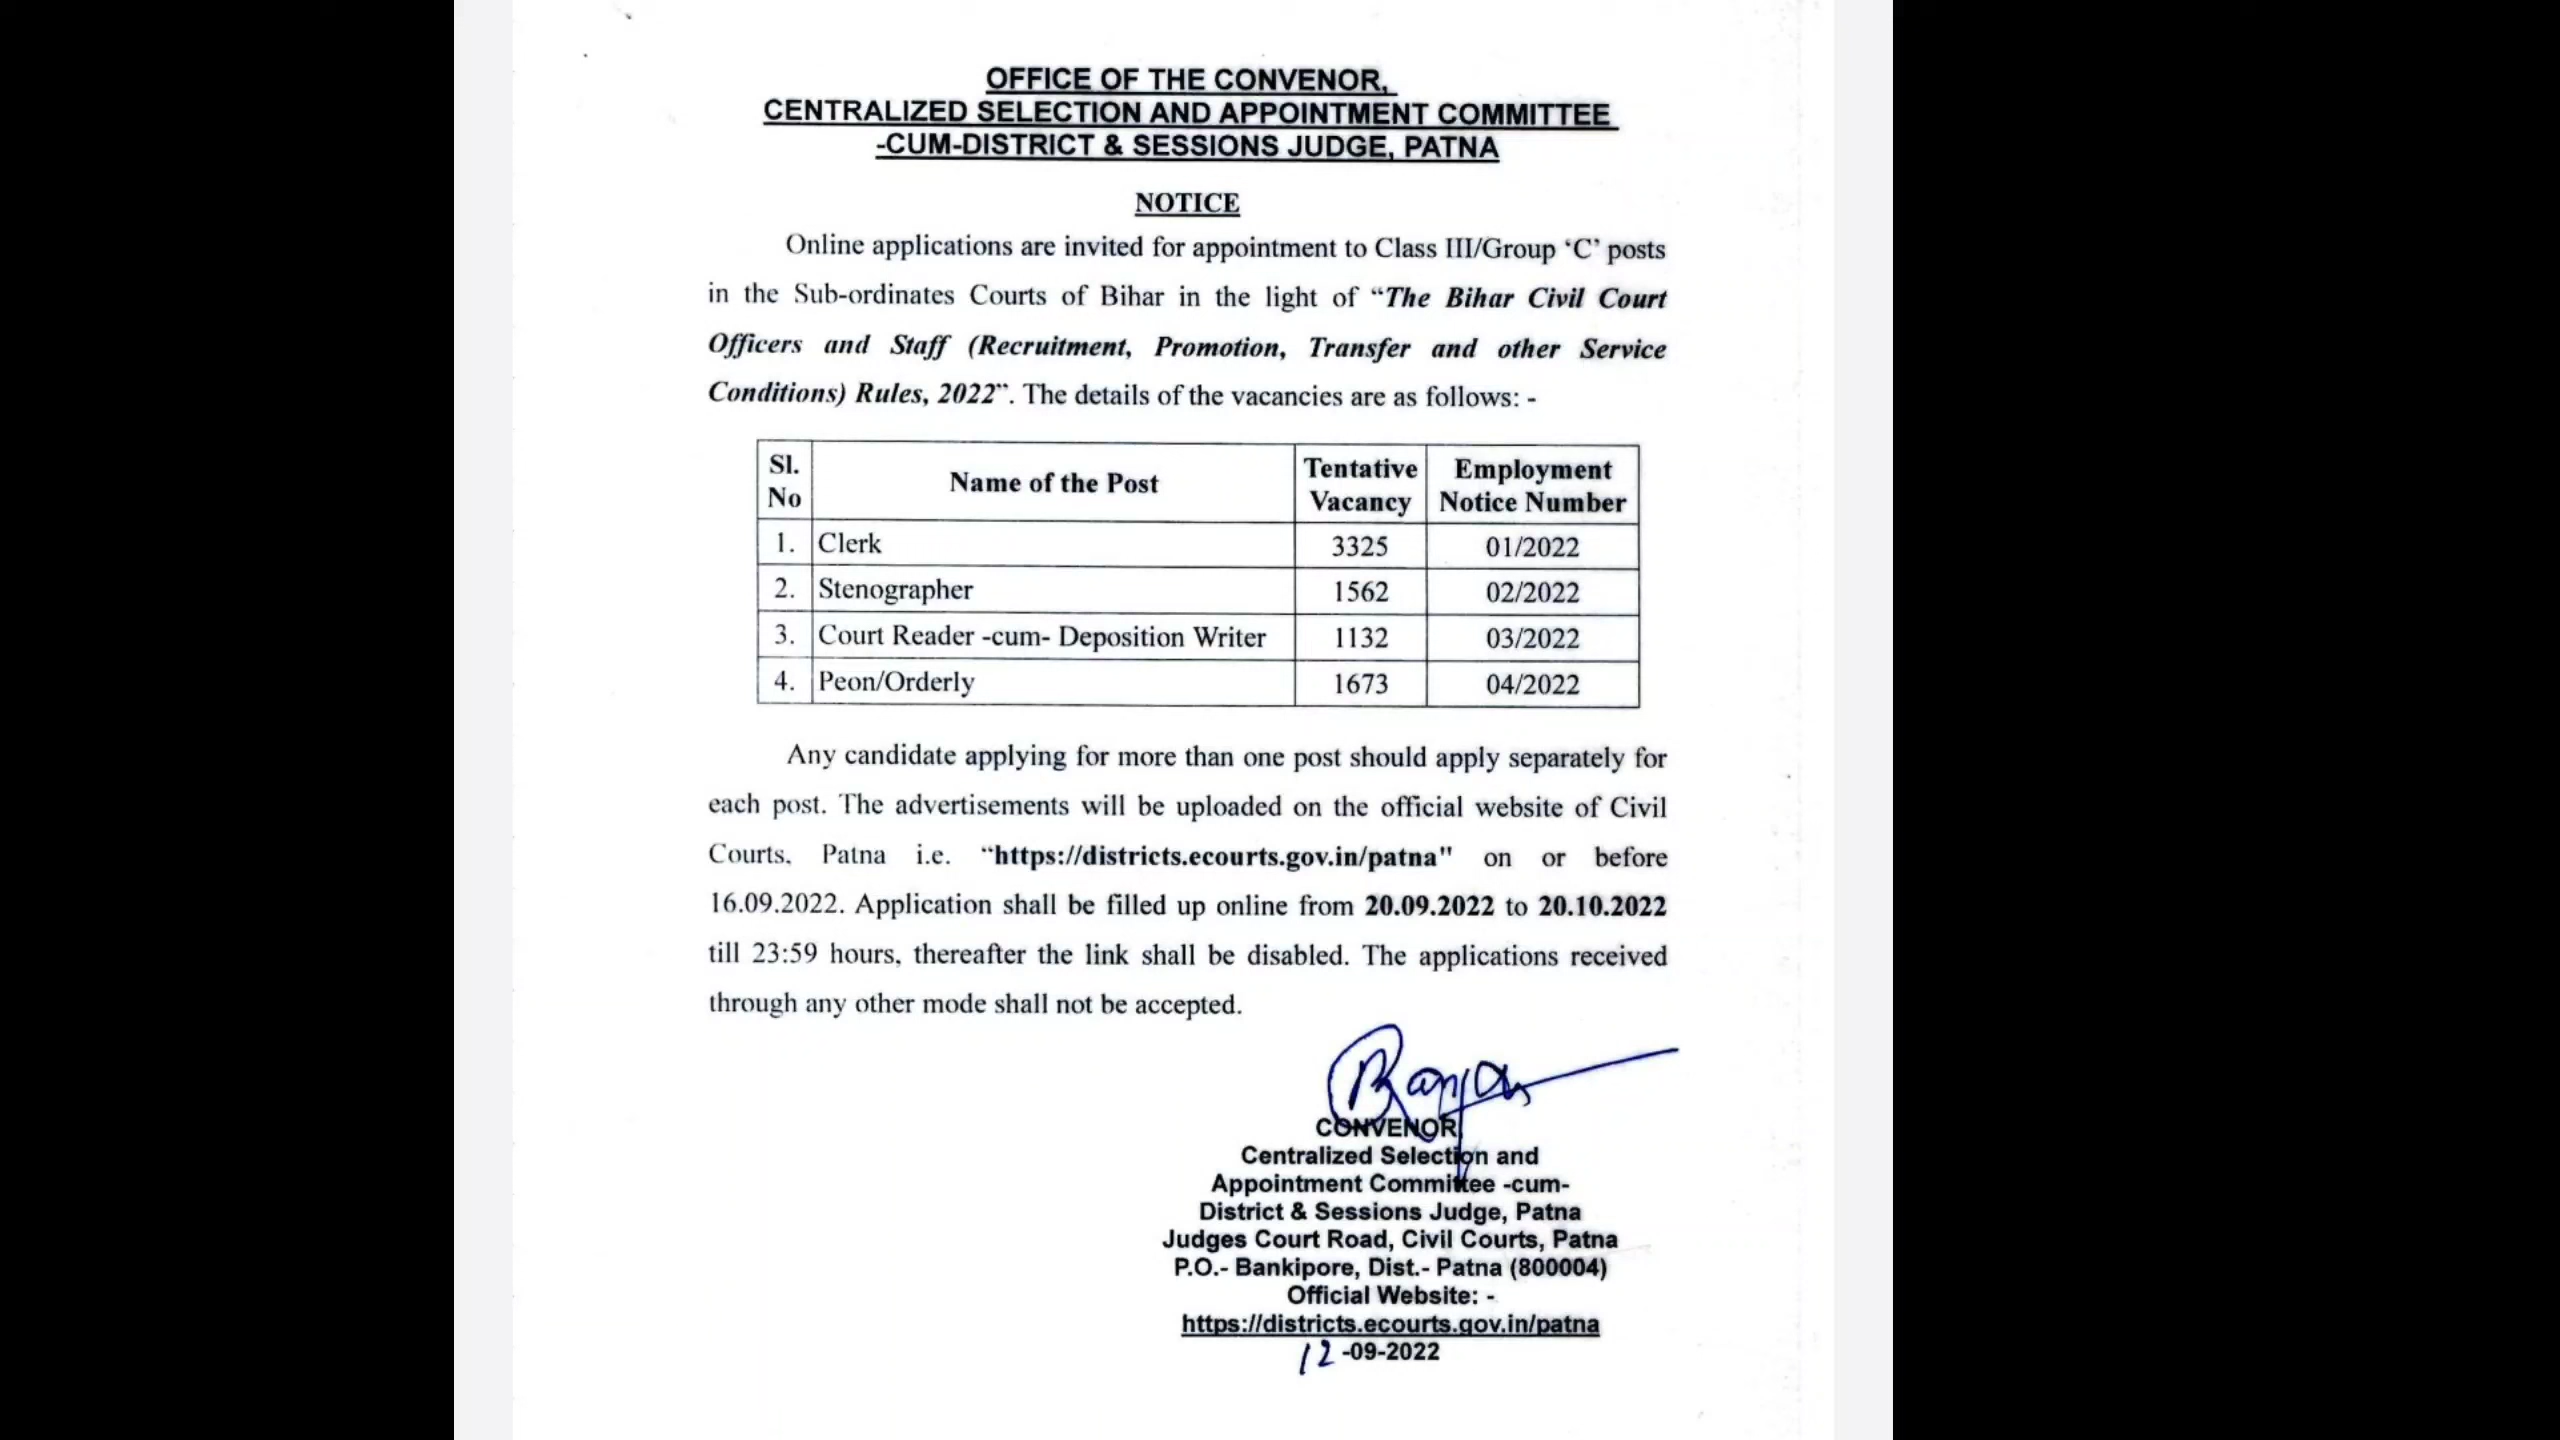 OFFICE OF THE CONVENOR,
CENTRALIZED SELECTION AND APPOINTMENT COMMITTEE
-CUM-DISTRICT & SESSIONS JUDGE, PATNA
NOTICE
Online applications are invited for appointment to Class III/Group ‘C’ posts
in the Sub-ordinates Courts of Bihar in the light of “The Bihar Civil Court
Officers and Staff (Recruitment, Promotion, Transfer and other Service
Conditions) Rules, 2022”. The details of the vacancies are as follows: -
Sl. No | Name of the Post | Tentative Vacancy | Employment Notice Number
1. Clerk 3325 01/2022
2. Stenographer 1562 02/2022
3. Court Reader -cum- Deposition Writer 1132 03/2022
4. Peon/Orderly 1673 04/2022
Any candidate applying for more than one post should apply separately for
each post. The advertisements will be uploaded on the official website of Civil
Courts, Patna i.e. “https://districts.ecourts.gov.in/patna" on or before
16.09.2022. Application shall be filled up online from 20.09.2022 to 20.10.2022
till 23:59 hours, thereafter the link shall be disabled. The applications received
through any other mode shall not be accepted.
CONVENOR
Centralized Selection and
Appointment Committee -cum-
District & Sessions Judge, Patna
Judges Court Road, Civil Courts, Patna
P.O.- Bankipore, Dist.- Patna (800004)
Official Website: -
https://districts.ecourts.gov.in/patna
12 -09-2022